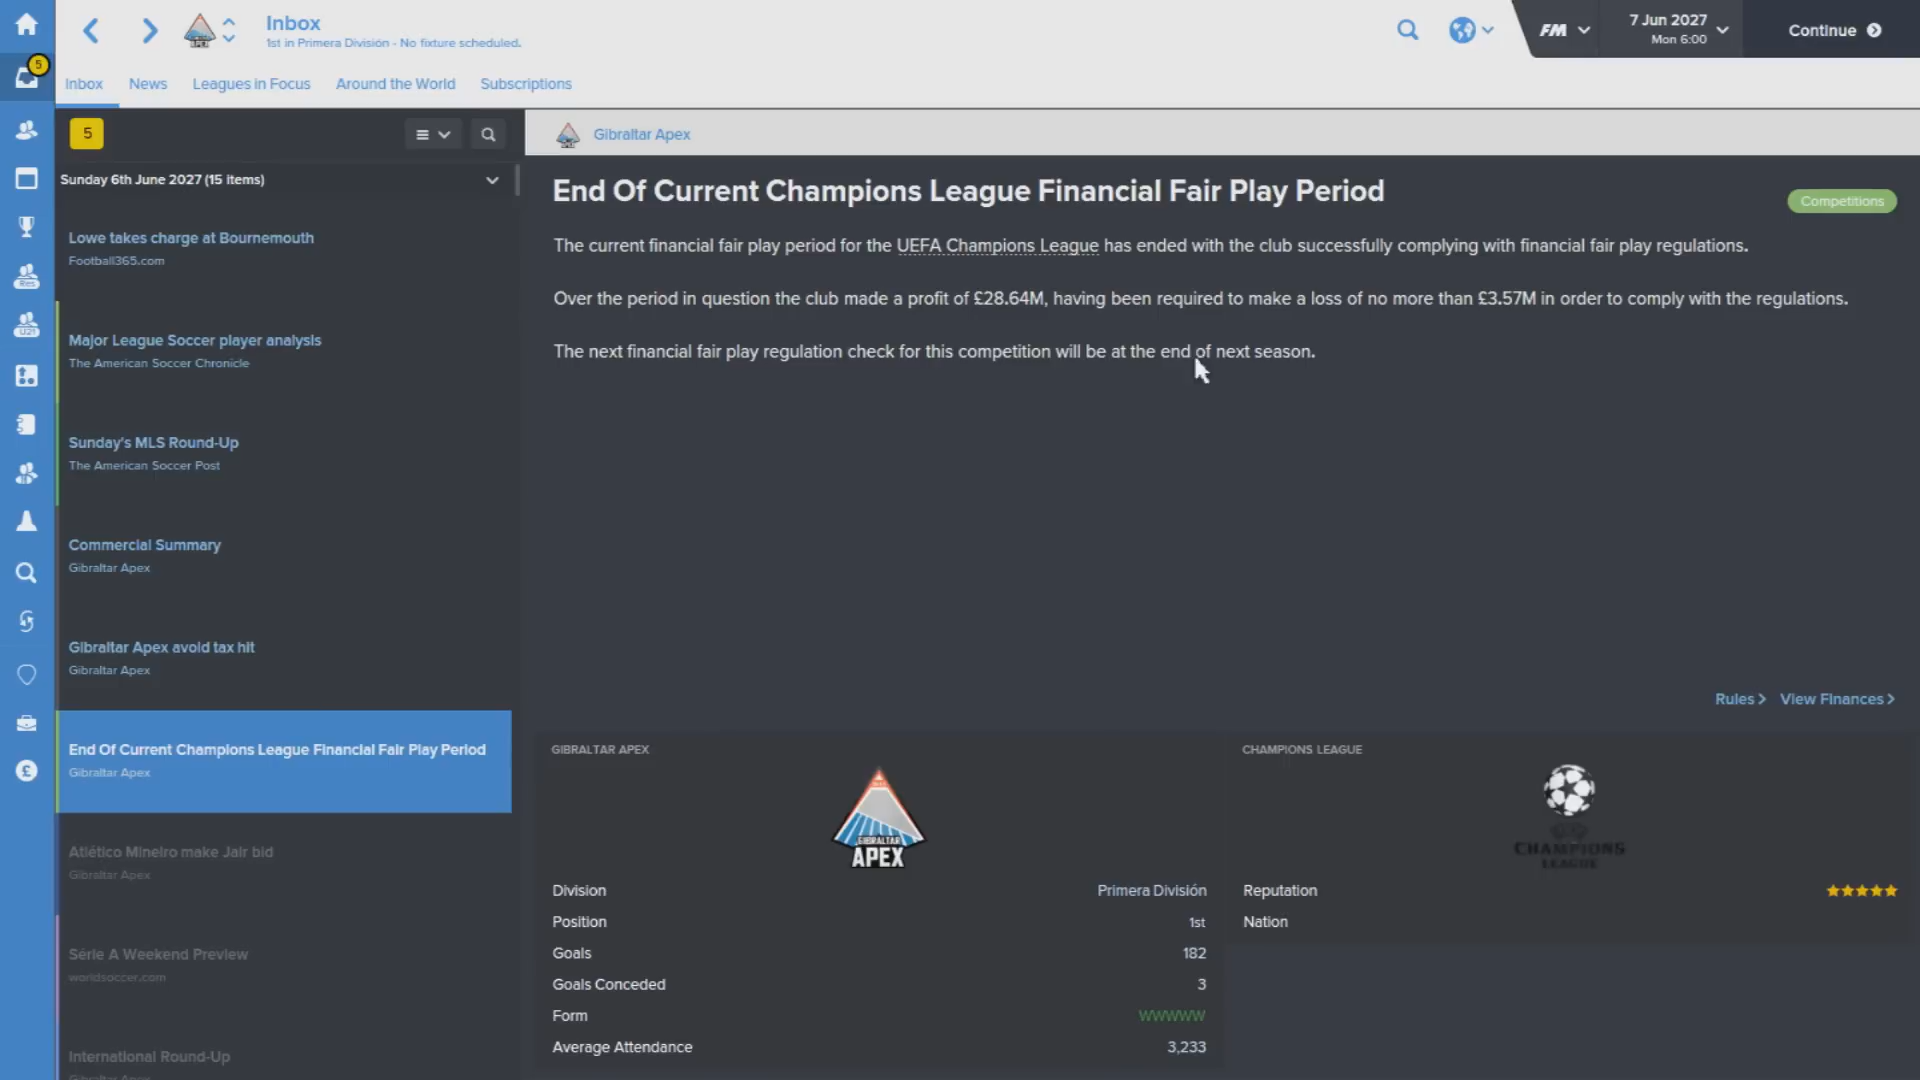 Inbox
1st in Primera División - No fixture scheduled.
FM
7 Jun 2027
Mon 6:00
Continue
5
Inbox
News
Leagues in Focus
Around the World
Subscriptions
5
Sunday 6th June 2027 (15 items)
Lowe takes charge at Bournemouth
Football365.com
Major League Soccer player analysis
The American Soccer Chronicle
Sunday's MLS Round-Up
The American Soccer Post
Commercial Summary
Gibraltar Apex
Gibraltar Apex avoid tax hit
Gibraltar Apex
End Of Current Champions League Financial Fair Play Period
Gibraltar Apex
Atlético Mineiro make Jair bid
Gibraltar Apex
Série A Weekend Preview
worldsoccer.com
International Round-Up
Gibraltar Apex
Gibraltar Apex
End Of Current Champions League Financial Fair Play Period
Competitions
The current financial fair play period for the UEFA Champions League has ended with the club successfully complying with financial fair play regulations.
Over the period in question the club made a profit of £28.64M, having been required to make a loss of no more than £3.57M in order to comply with the regulations.
The next financial fair play regulation check for this competition will be at the end of next season.
Rules
View Finances
GIBRALTAR APEX
GIBRALTAR
APEX
Division Primera División
Position 1st
Goals 182
Goals Conceded 3
Form WWWWW
Average Attendance 3,233
CHAMPIONS LEAGUE
CHAMPIONS
LEAGUE
Reputation
Nation